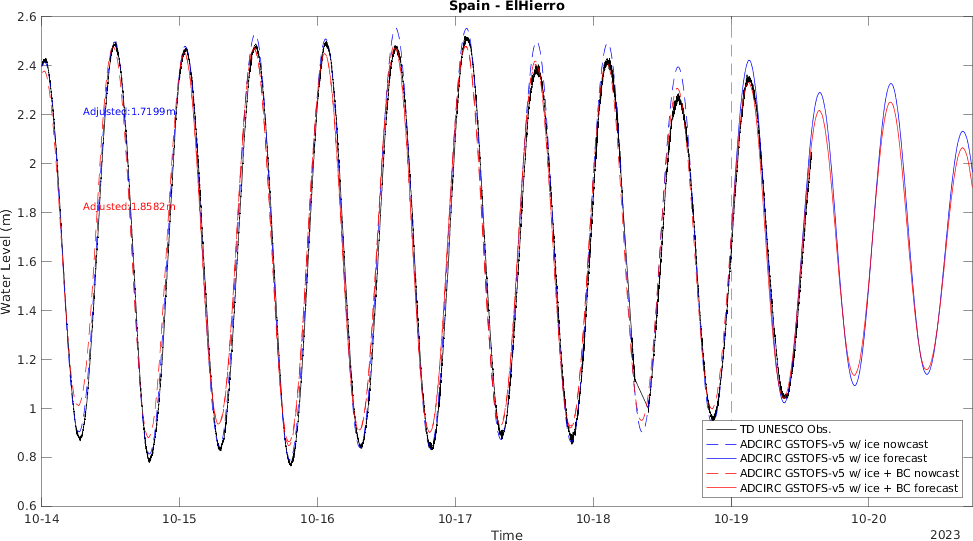 Spain - ElHierro
2.6
2.4
2.2
2
1.8
1.6
1.4
1.2
1
0.8
0.6
Water Level (m)
Adjusted:1.7199m
Adjusted:1.8582m
TD UNESCO Obs.
ADCIRC GSTOFS-v5 w/ ice nowcast
ADCIRC GSTOFS-v5 w/ ice forecast
ADCIRC GSTOFS-v5 w/ ice + BC nowcast
ADCIRC GSTOFS-v5 w/ ice + BC forecast
10-14 10-15 10-16 10-17 10-18 10-19 10-20
Time
2023